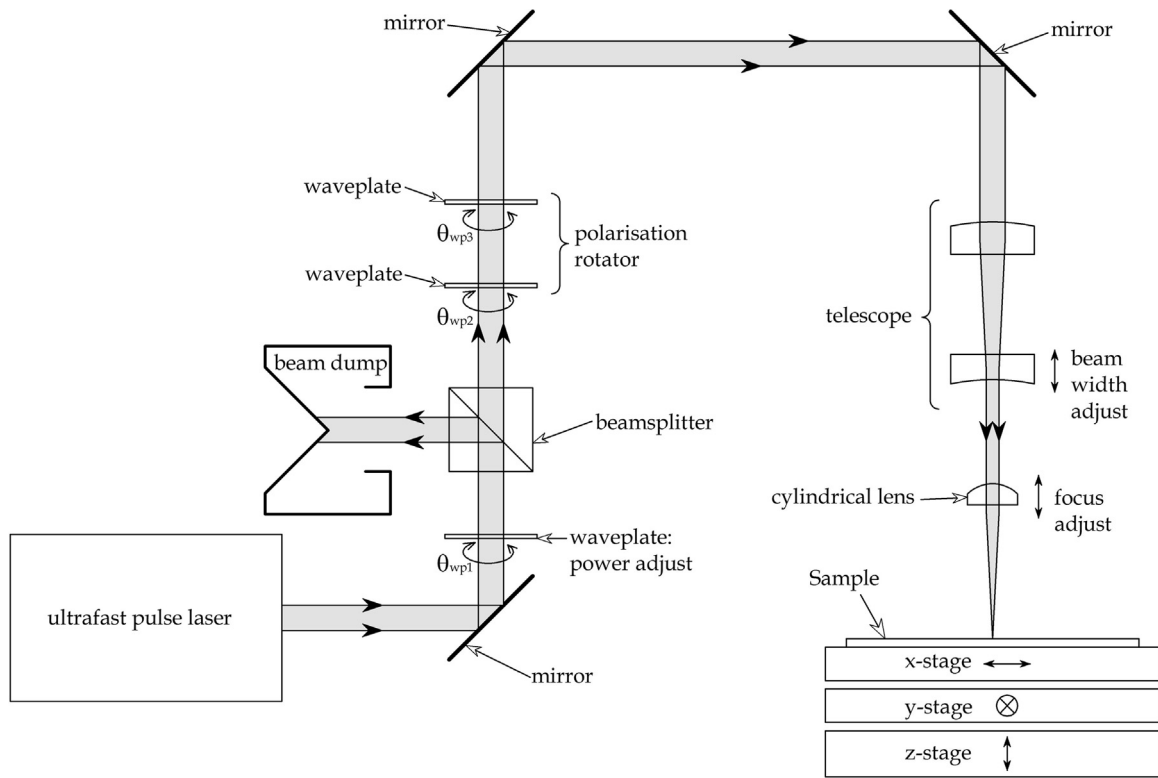 mirror
mirror
waveplate
θwp3
polarisation
rotator
waveplate
θwp2
telescope
beam dump
beam
width
adjust
beamsplitter
cylindrical lens
focus
adjust
waveplate:
power adjust
θwp1
Sample
ultrafast pulse laser
mirror
x-stage
y-stage
z-stage